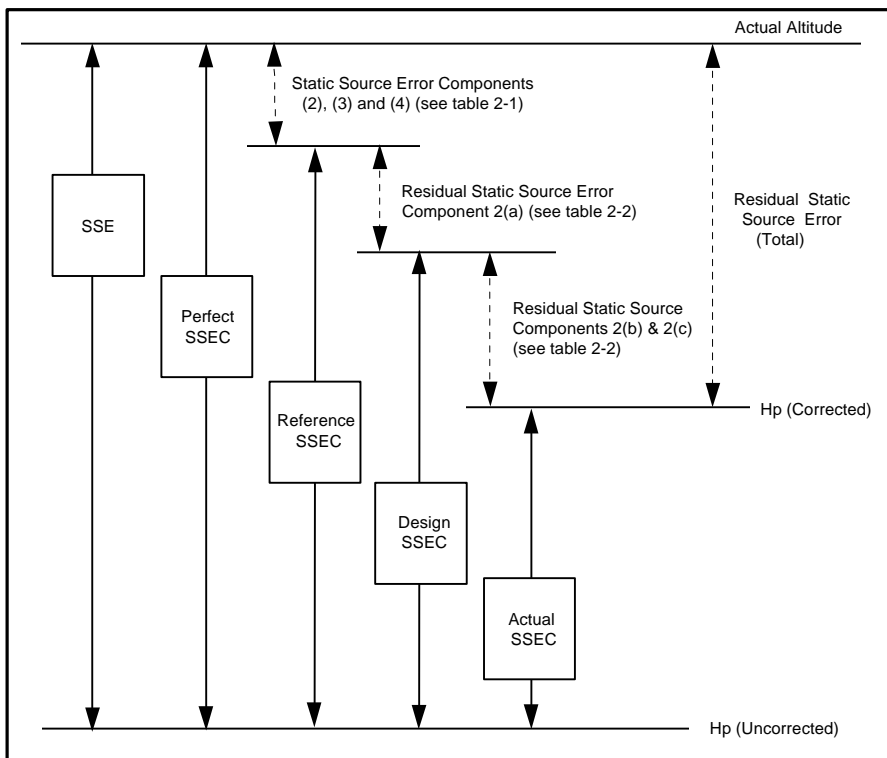 Actual Altitude
Static Source Error Components
(2), (3) and (4) (see table 2-1)
Residual Static Source Error
Component 2(a) (see table 2-2)
Residual Static
Source Error
(Total)
SSE
Perfect
SSEC
Residual Static Source
Components 2(b) & 2(c)
(see table 2-2)
Reference
SSEC
Hp (Corrected)
Design
SSEC
Actual
SSEC
Hp (Uncorrected)